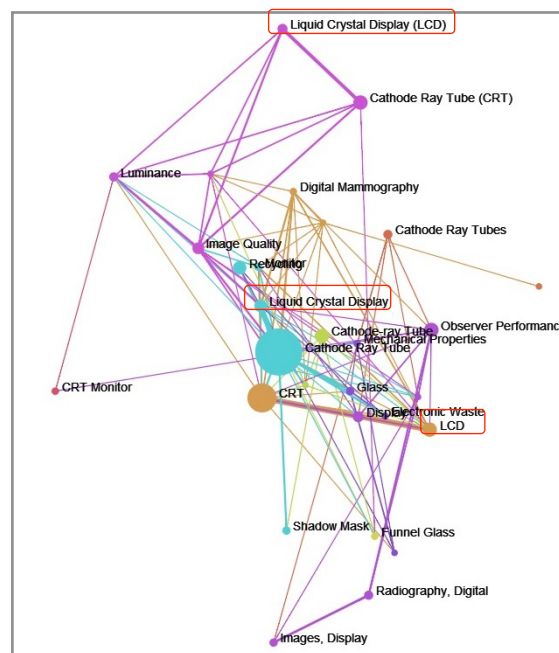 Liquid Crystal Display (LCD)
Cathode Ray Tube (CRT)
Luminance
Digital Mammography
Cathode Ray Tubes
Image Quality
Monitor
Recycling
Liquid Crystal Display
Observer Performance
Cathode-ray Tube
Mechanical Properties
Cathode Ray Tube
CRT Monitor
Glass
CRT
Display
Electronic Waste
LCD
Shadow Mask
Funnel Glass
Radiography, Digital
Images, Display